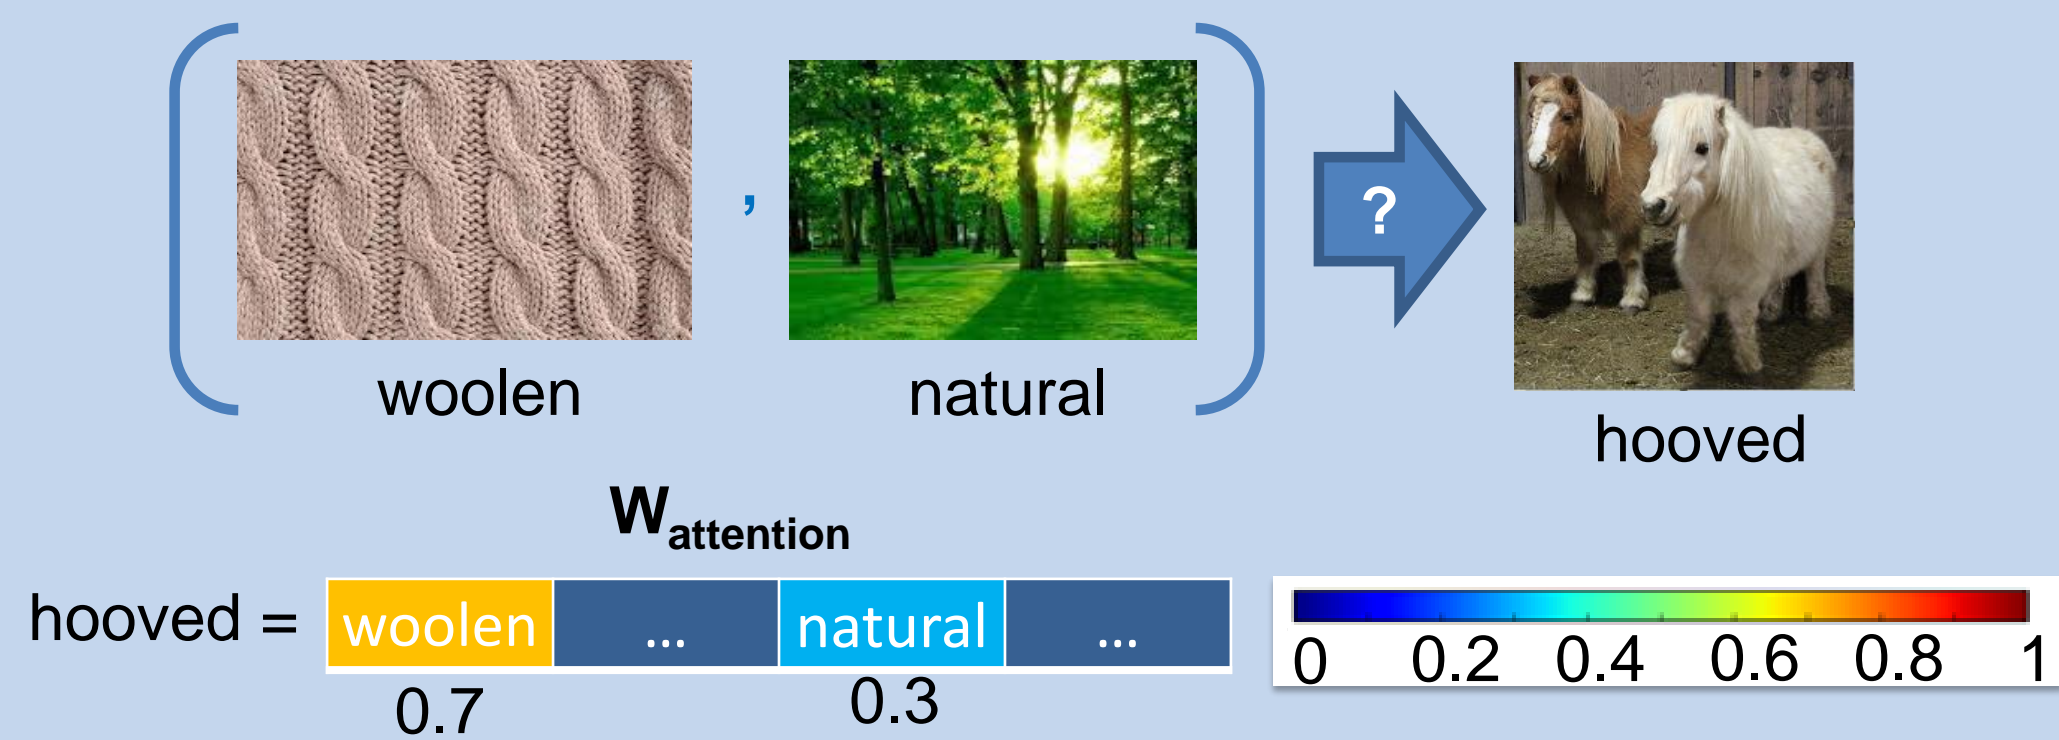 , ?
woolen natural
hooved
Wattention
hooved = woolen ... natural ...
0 0.2 0.4 0.6 0.8 1
0.7 0.3